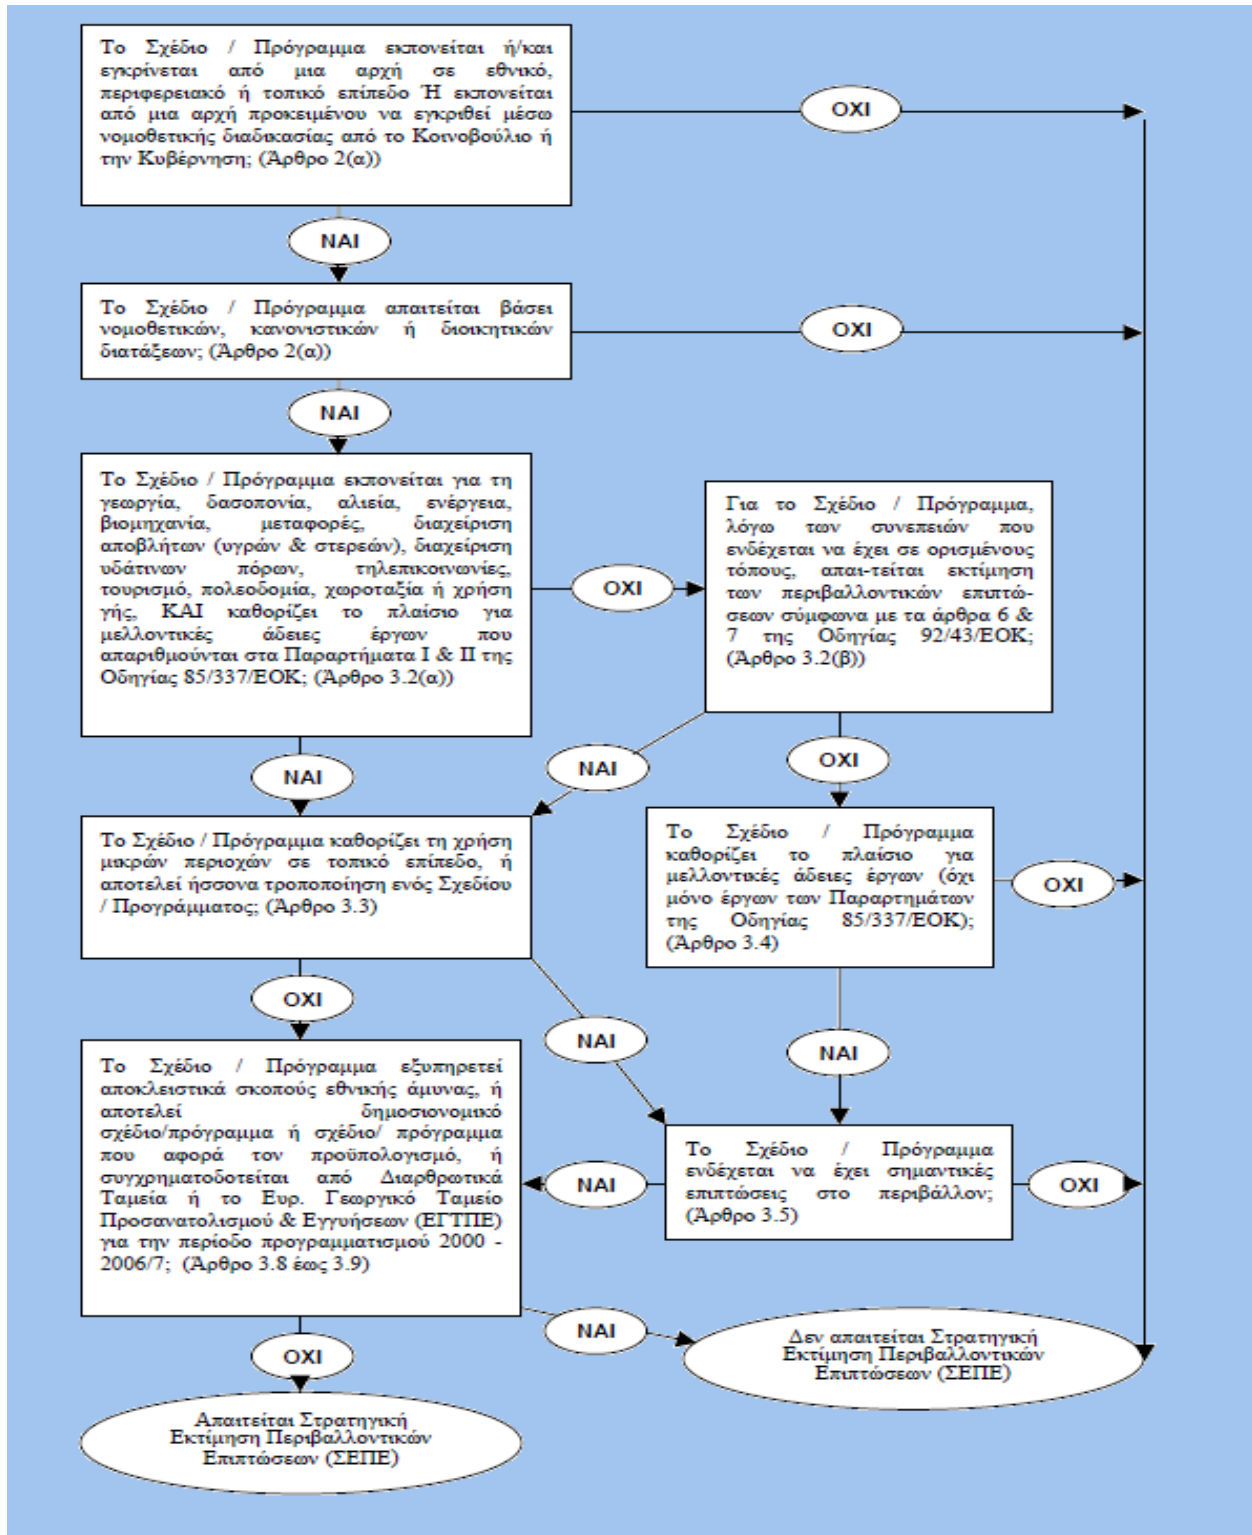 Το Σχέδιο / Πρόγραμμα εκπονείται ή/και
εγκρίνεται από μια αρχή σε εθνικό,
περιφερειακό ή τοπικό επίπεδο Ή εκπονείται
από μια αρχή προκειμένου να εγκριθεί μέσω
νομοθετικής διαδικασίας από το Κοινοβούλιο ή
την Κυβέρνηση; (Άρθρο 2(α))
ΟΧΙ
ΝΑΙ
Το Σχέδιο / Πρόγραμμα απαιτείται βάσει
νομοθετικών, κανονιστικών ή διοικητικών
διατάξεων; (Άρθρο 2(α))
ΟΧΙ
ΝΑΙ
Το Σχέδιο / Πρόγραμμα εκπονείται για τη
γεωργία, δασοπονία, αλιεία, ενέργεια,
βιομηχανία, μεταφορές, διαχείριση
αποβλήτων (υγρών & στερεών), διαχείριση
υδάτινων πόρων, τηλεπικοινωνίες,
τουρισμό, πολεοδομία, χωροταξία ή χρήση
γής, ΚΑΙ καθορίζει το πλαίσιο για
μελλοντικές άδειες έργων που
απαριθμούνται στα Παραρτήματα Ι & ΙΙ της
Οδηγίας 85/337/ΕΟΚ; (Άρθρο 3.2(α))
ΟΧΙ
Για το Σχέδιο / Πρόγραμμα,
λόγω των συνεπειών που
ενδέχεται να έχει σε ορισμένους
τόπους, απαι-τείται εκτίμηση
των περιβαλλοντικών επιπτώ-
σεων σύμφωνα με τα άρθρα 6 &
7 της Οδηγίας 92/43/ΕΟΚ;
(Άρθρο 3.2(β))
ΝΑΙ
ΝΑΙ
ΟΧΙ
Το Σχέδιο / Πρόγραμμα καθορίζει τη χρήση
μικρών περιοχών σε τοπικό επίπεδο, ή
αποτελεί ήσσονα τροποποίηση ενός Σχεδίου
/ Προγράμματος; (Άρθρο 3.3)
Το Σχέδιο / Πρόγραμμα
καθορίζει το πλαίσιο για
μελλοντικές άδειες έργων (όχι
μόνο έργων των Παραρτημάτων
της Οδηγίας 85/337/ΕΟΚ);
(Άρθρο 3.4)
ΟΧΙ
ΟΧΙ
ΝΑΙ
ΝΑΙ
Το Σχέδιο / Πρόγραμμα εξυπηρετεί
αποκλειστικά σκοπούς εθνικής άμυνας, ή
αποτελεί δημοσιονομικό
σχέδιο/πρόγραμμα ή σχέδιο/ πρόγραμμα
που αφορά τον προϋπολογισμό, ή
συγχρηματοδοτείται από Διαρθρωτικά
Ταμεία ή το Ευρ. Γεωργικό Ταμείο
Προσανατολισμού & Εγγυήσεων (ΕΓΤΠΕ)
για την περίοδο προγραμματισμού 2000 -
2006/7; (Άρθρο 3.8 έως 3.9)
ΝΑΙ
Το Σχέδιο / Πρόγραμμα
ενδέχεται να έχει σημαντικές
επιπτώσεις στο περιβάλλον;
(Άρθρο 3.5)
ΟΧΙ
ΝΑΙ
ΟΧΙ
Δεν απαιτείται Στρατηγική
Εκτίμηση Περιβαλλοντικών
Επιπτώσεων (ΣΕΠΕ)
Απαιτείται Στρατηγική
Εκτίμηση Περιβαλλοντικών
Επιπτώσεων (ΣΕΠΕ)